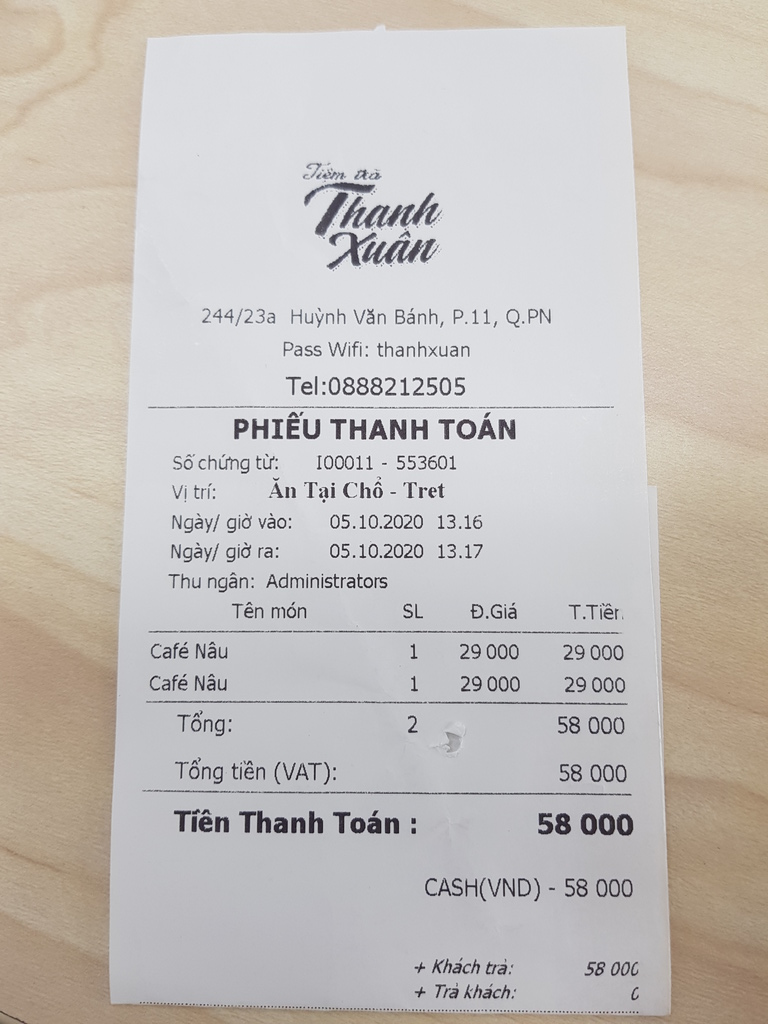 Tiệm trà
Thanh
Xuân
244/23a Huỳnh Văn Bánh, P.11, Q.PN
Pass Wifi: thanhxuan
Tel:0888212505
PHIẾU THANH TOÁN
Số chứng từ: I00011 - 553601
Vị trí: Ăn Tại Chổ - Tret
Ngày/ giờ vào: 05.10.2020 13.16
Ngày/ giờ ra: 05.10.2020 13.17
Thu ngân: Administrators
Tên món SL Đ.Giá T.Tiền
Café Nâu 1 29 000 29 000
Café Nâu 1 29 000 29 000
Tổng: 2 58 000
Tổng tiền (VAT): 58 000
Tiền Thanh Toán : 58 000
CASH(VND) - 58 000
+ Khách trả: 58 000
+ Trả khách: 0